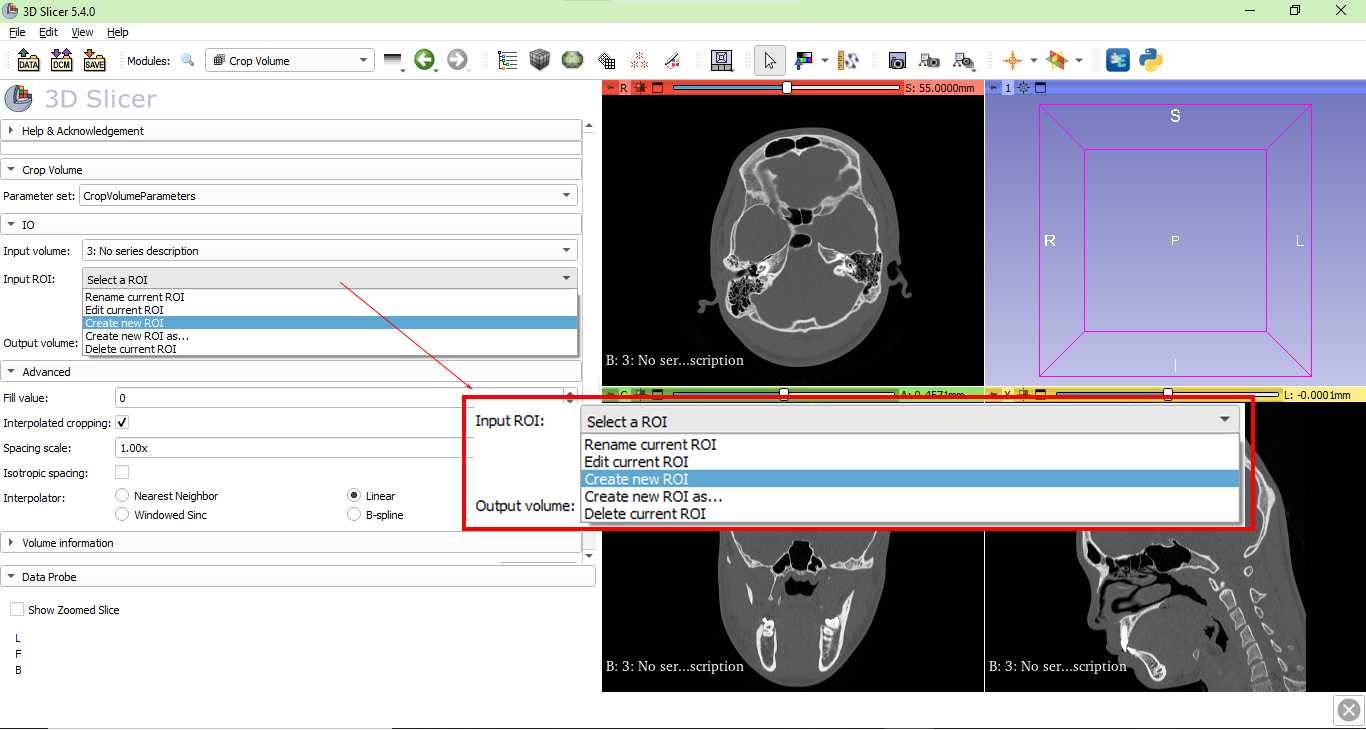 3D Slicer 5.4.0
File Edit View Help
DATA DCM SAVE Modules: Crop Volume
3D Slicer
Help & Acknowledgement
Crop Volume
Parameter set: CropVolumeParameters
IO
Input volume: 3: No series description
Input ROI: Select a ROI
Rename current ROI
Edit current ROI
Create new ROI
Create new ROI as...
Delete current ROI
Output volume:
Advanced
Fill value: 0
Interpolated cropping:
Spacing scale: 1.00x
Isotropic spacing:
Interpolator: Nearest Neighbor Linear
Windowed Sinc B-spline
Volume information
Data Probe
Show Zoomed Slice
L
F
B
R S: 55.0000mm
B: 3: No ser...scription
1
S
R P L
I
L: -0.0001mm
Input ROI: Select a ROI
Rename current ROI
Edit current ROI
Create new ROI
Create new ROI as...
Delete current ROI
Output volume:
B: 3: No ser...scription
B: 3: No ser...scription